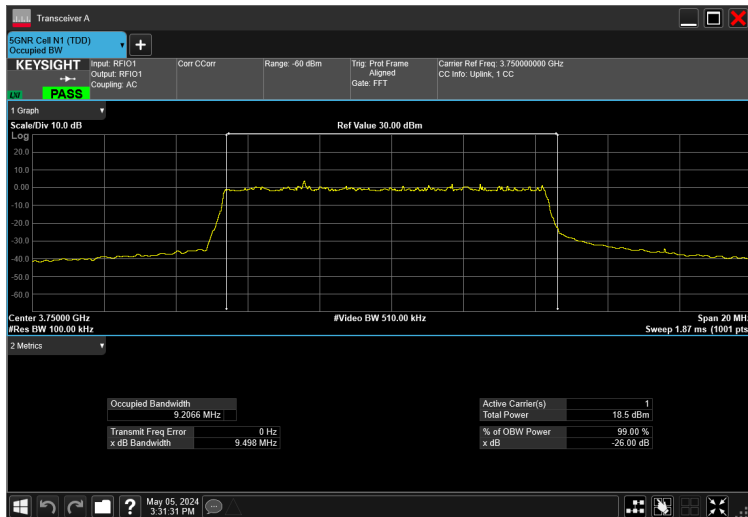 Transceiver A
5GNR Cell N1 (TDD)
Occupied BW
KEYSIGHT
LXI
PASS
Input: RFIO1
Output: RFIO1
Coupling: AC
Corr CCorr
Range: -60 dBm
Trig: Prot Frame
Aligned
Gate: FFT
Carrier Ref Freq: 3.750000000 GHz
CC Info: Uplink, 1 CC
1 Graph
Scale/Div 10.0 dB
Ref Value 30.00 dBm
Log
20.0
10.0
0.00
-10.0
-20.0
-30.0
-40.0
-50.0
-60.0
Center 3.75000 GHz
#Video BW 510.00 kHz
Span 20 MHz
#Res BW 100.00 kHz
Sweep 1.87 ms (1001 pts
2 Metrics
Occupied Bandwidth
9.2066 MHz
Transmit Freq Error 0 Hz
x dB Bandwidth 9.498 MHz
Active Carrier(s) 1
Total Power 18.5 dBm
% of OBW Power 99.00 %
x dB -26.00 dB
May 05, 2024
3:31:31 PM